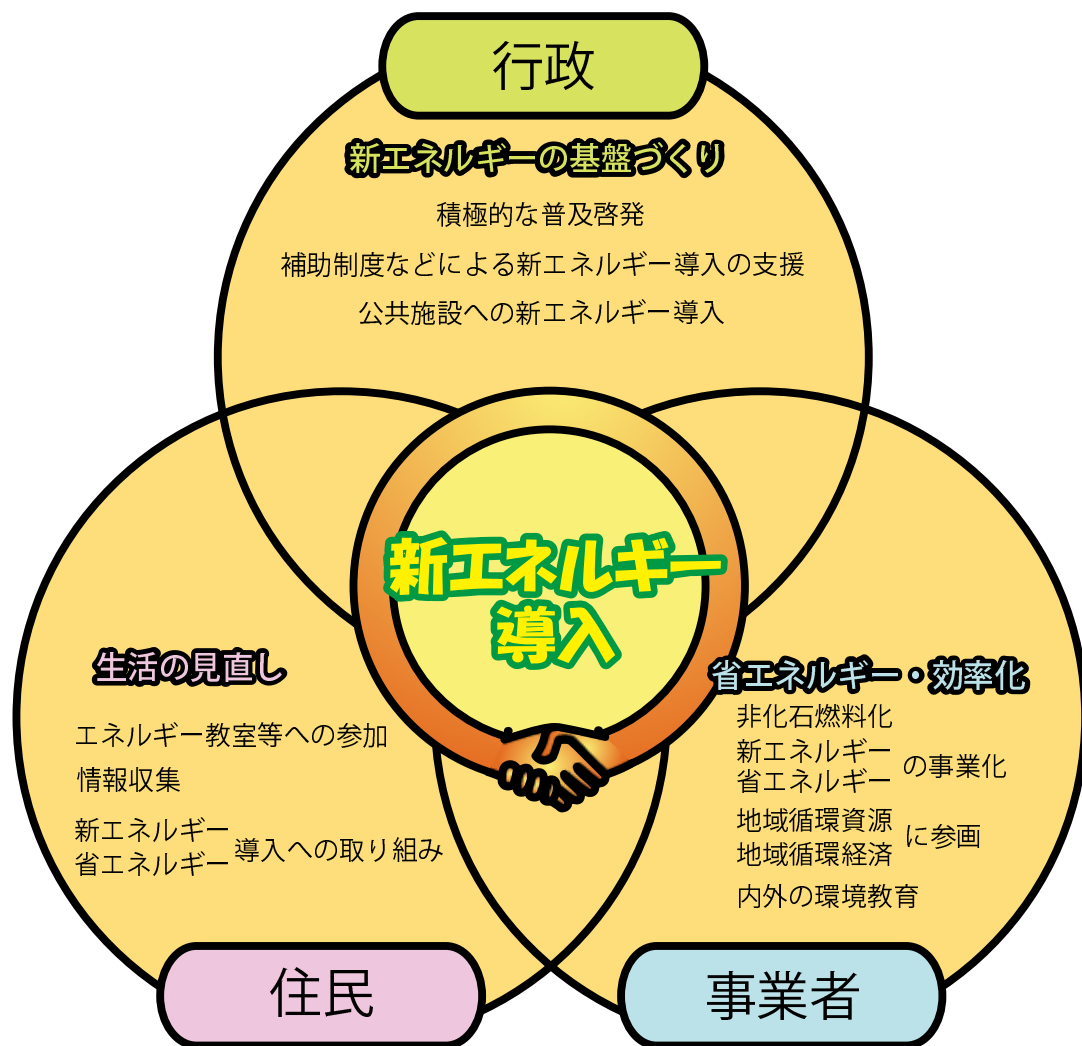 行政
新エネルギーの基盤づくり
積極的な普及啓発
補助制度などによる新エネルギー導入の支援
公共施設への新エネルギー導入
新エネルギー
導入
生活の見直し
エネルギー教室等への参加
情報収集
新エネルギー
省エネルギー
導入への取り組み
住民
省エネルギー・効率化
非化石燃料化
新エネルギー
省エネルギー
の事業化
地域循環資源
地域循環経済
に参画
内外の環境教育
事業者